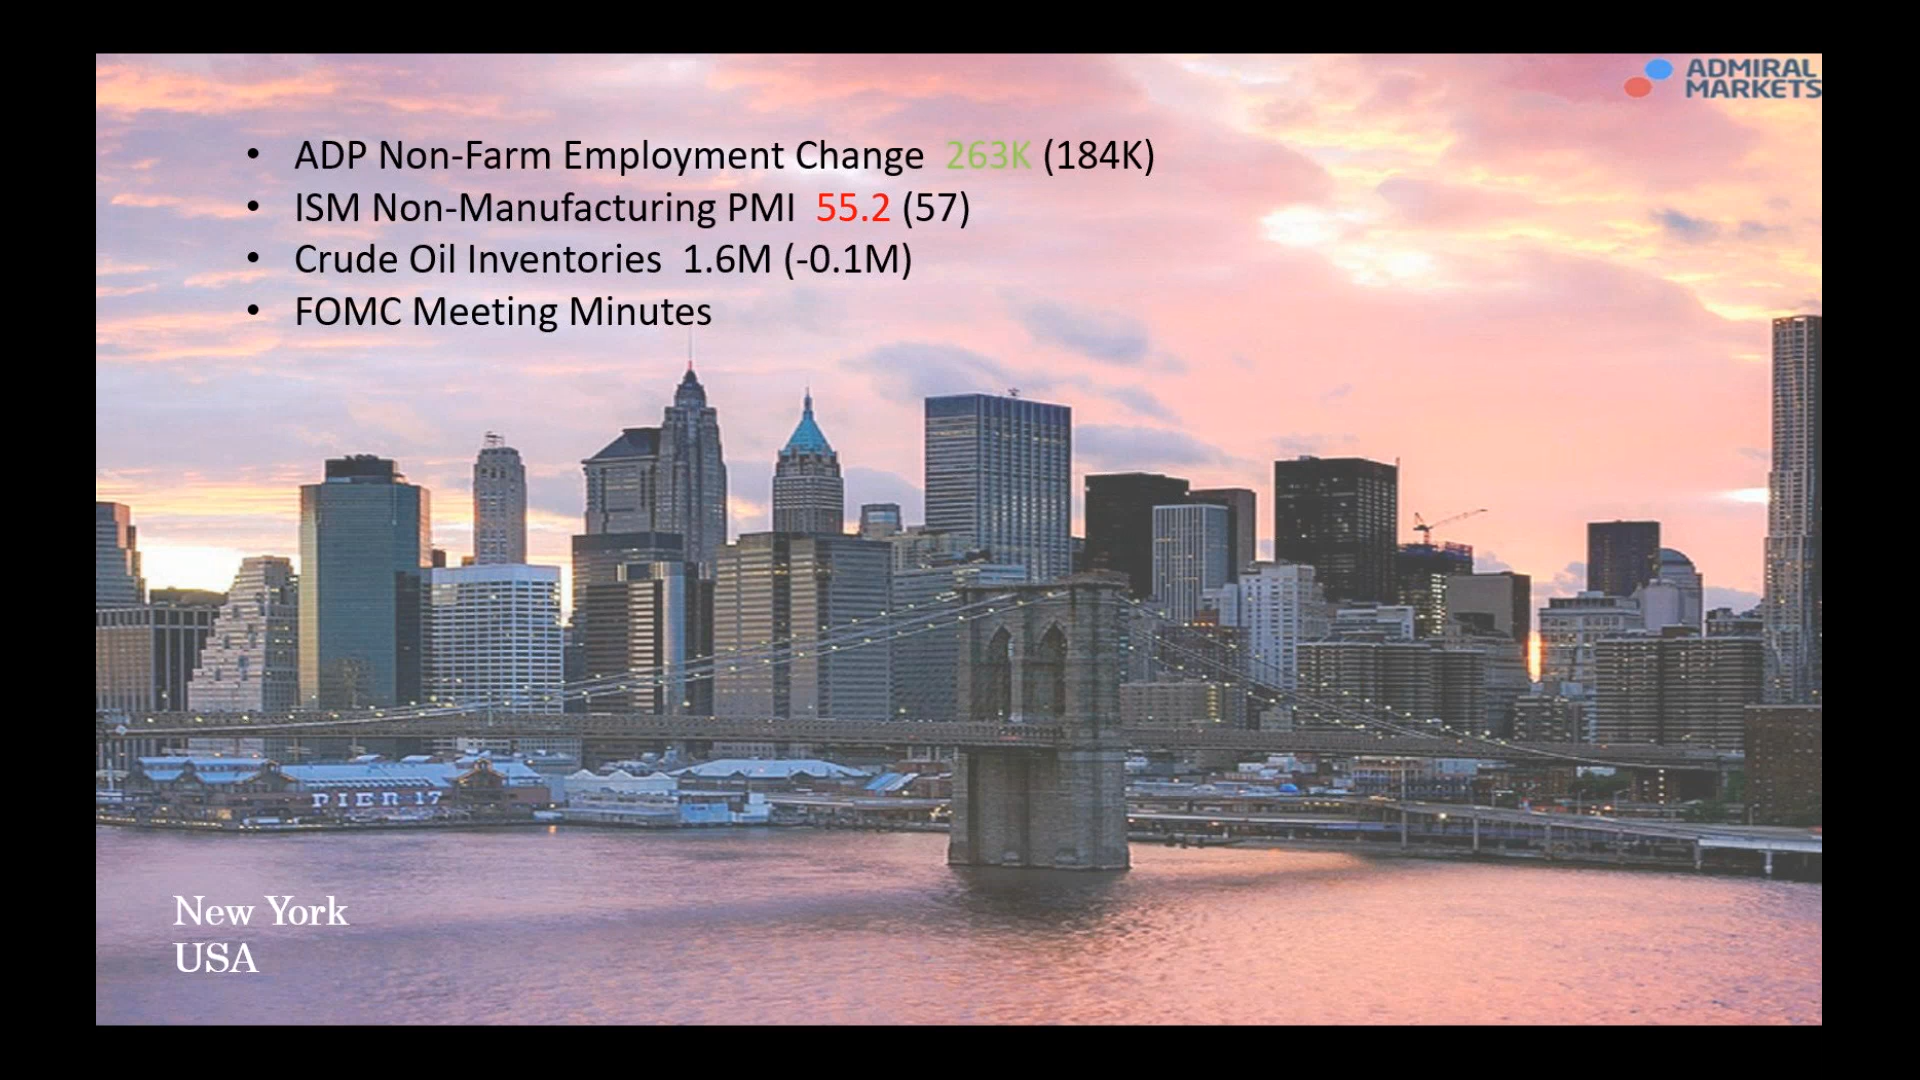 ADMIRAL
MARKETS
• ADP Non-Farm Employment Change 263K (184K)
• ISM Non-Manufacturing PMI 55.2 (57)
• Crude Oil Inventories 1.6M (-0.1M)
• FOMC Meeting Minutes
PIER 17
New York
USA